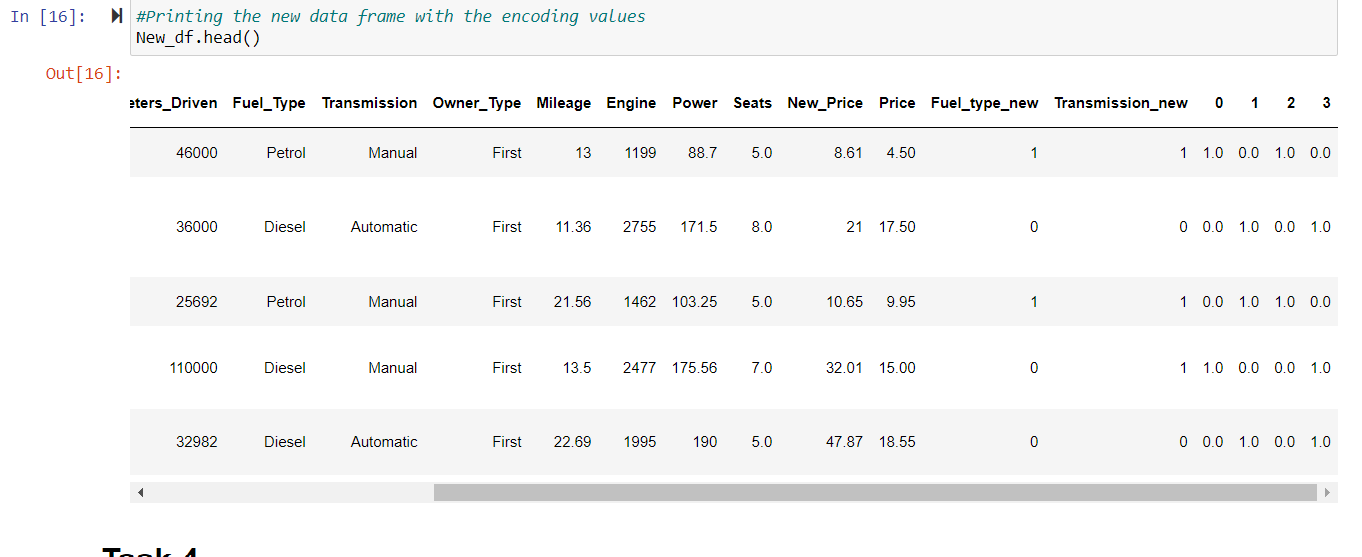 In [16]: #Printing the new data frame with the encoding values
New_df.head()
Out[16]:
eters_Driven Fuel_Type Transmission Owner_Type Mileage Engine Power Seats New_Price Price Fuel_type_new Transmission_new 0 1 2 3
46000 Petrol Manual First 13 1199 88.7 5.0 8.61 4.50 1 1 1.0 0.0 1.0 0.0
36000 Diesel Automatic First 11.36 2755 171.5 8.0 21 17.50 0 0 0.0 1.0 0.0 1.0
25692 Petrol Manual First 21.56 1462 103.25 5.0 10.65 9.95 1 1 0.0 1.0 1.0 0.0
110000 Diesel Manual First 13.5 2477 175.56 7.0 32.01 15.00 0 1 1.0 0.0 0.0 1.0
32982 Diesel Automatic First 22.69 1995 190 5.0 47.87 18.55 0 0 0.0 1.0 0.0 1.0
Task 4